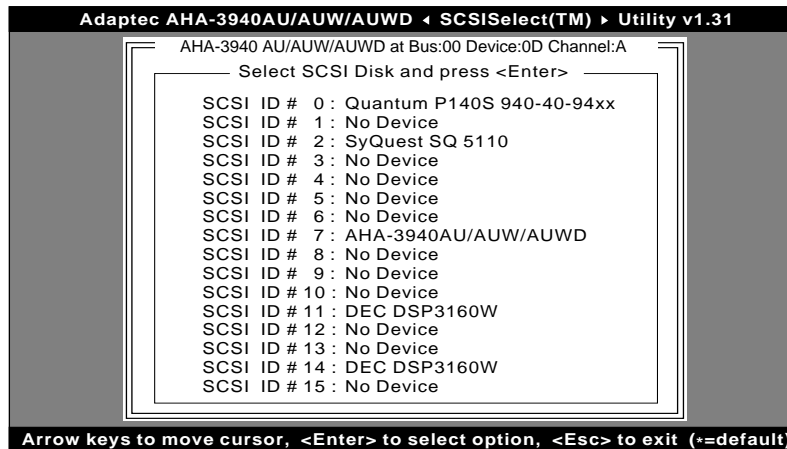 Adaptec AHA-3940AU/AUW/AUWD ◂ SCSISelect(TM) ▸ Utility v1.31
AHA-3940 AU/AUW/AUWD at Bus:00 Device:0D Channel:A
Select SCSI Disk and press <Enter>
SCSI ID # 0 : Quantum P140S 940-40-94xx
SCSI ID # 1 : No Device
SCSI ID # 2 : SyQuest SQ 5110
SCSI ID # 3 : No Device
SCSI ID # 4 : No Device
SCSI ID # 5 : No Device
SCSI ID # 6 : No Device
SCSI ID # 7 : AHA-3940AU/AUW/AUWD
SCSI ID # 8 : No Device
SCSI ID # 9 : No Device
SCSI ID # 10 : No Device
SCSI ID # 11 : DEC DSP3160W
SCSI ID # 12 : No Device
SCSI ID # 13 : No Device
SCSI ID # 14 : DEC DSP3160W
SCSI ID # 15 : No Device
Arrow keys to move cursor, <Enter> to select option, <Esc> to exit (*=default)